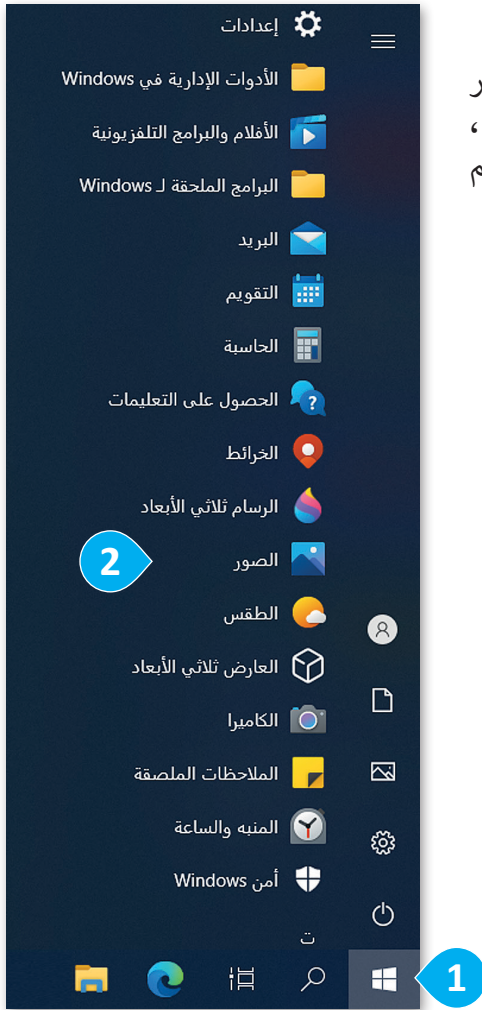 إعدادات
الأدوات الإدارية في Windows
الأفلام والبرامج التلفزيونية
البرامج الملحقة لـ Windows
البريد
التقويم
الحاسبة
الحصول على التعليمات
الخرائط
الرسام ثلاثي الأبعاد
الصور
2
الطقس
العارض ثلاثي الأبعاد
الكاميرا
الملاحظات الملصقة
المنبه والساعة
أمن Windows
ت
1
ر
،
م